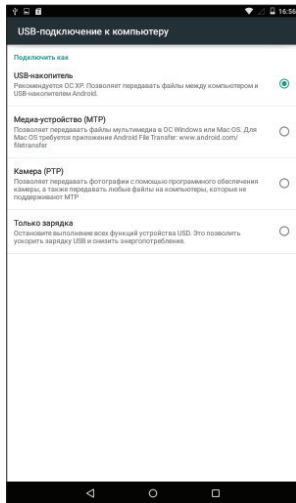 16:56
USB-подключение к компьютеру
Подключить как
USB-накопитель
Рекомендуется ОС XP. Позволяет передавать файлы между компьютером и
USB-накопителем Android.
Медиа-устройство (MTP)
Позволяет передавать файлы мультимедиа в ОС Windows или Mac OS. Для
Mac OS требуется приложение Android File Transfer: www.android.com/
filetransfer
Камера (PTP)
Позволяет передавать фотографии с помощью программного обеспечения
камеры, а также передавать любые файлы на компьютеры, которые не
поддерживают MTP
Только зарядка
Остановите выполнение всех функций устройства USD. Это позволить
ускорить зарядку USB и снизить энергопотребление.